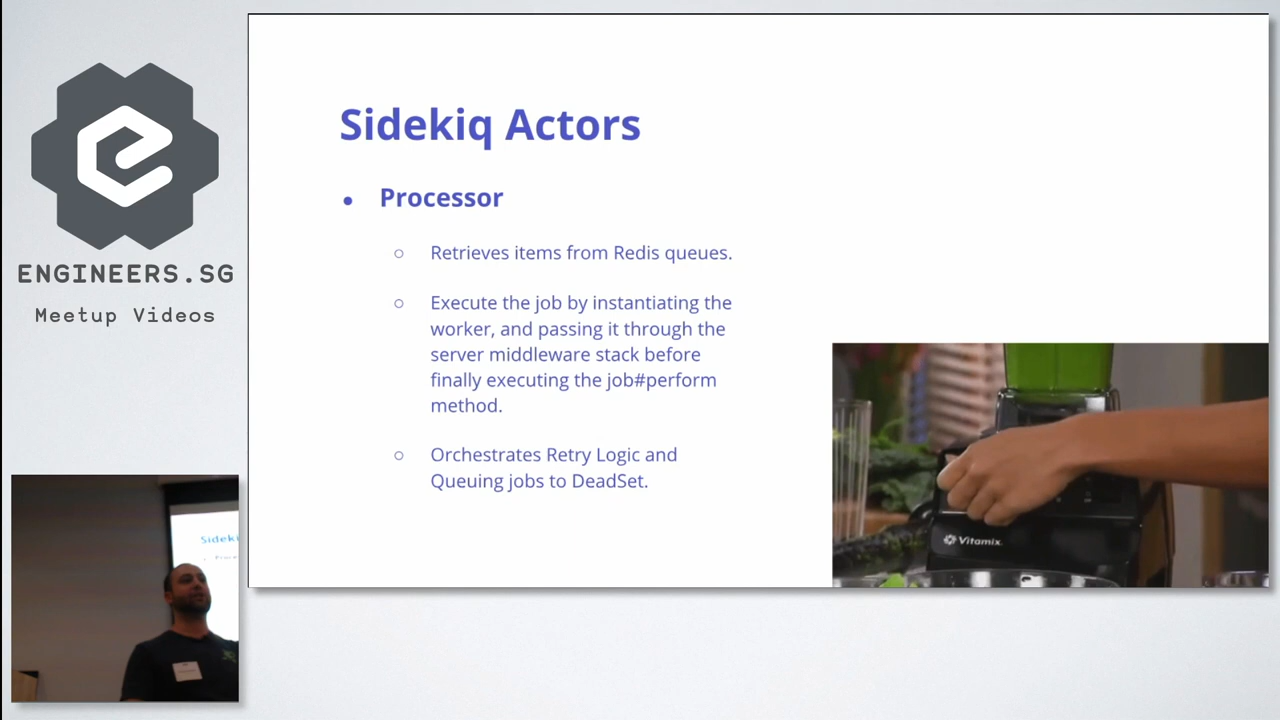 ENGINEERS.SG
Meetup Videos
Sidekiq Actors
• Processor
○ Retrieves items from Redis queues.
○ Execute the job by instantiating the
worker, and passing it through the
server middleware stack before
finally executing the job#perform
method.
○ Orchestrates Retry Logic and
Queuing jobs to DeadSet.
Vitamix
Sideki